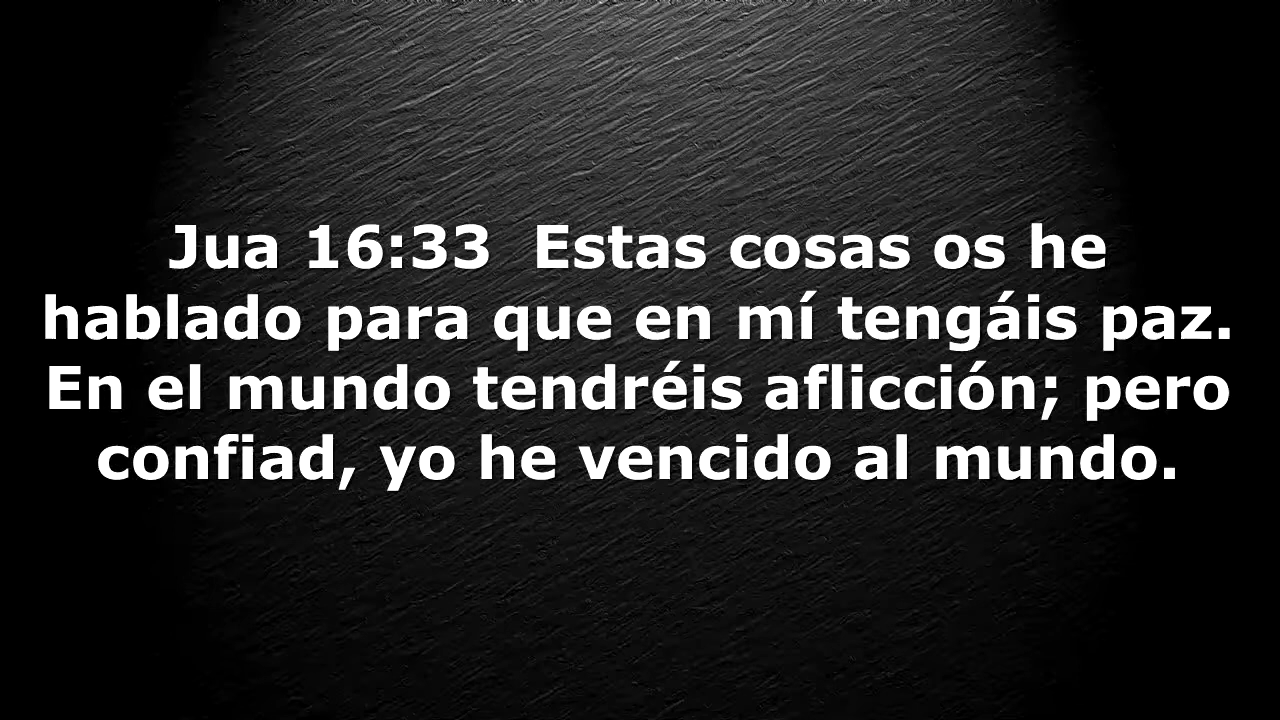 Jua 16:33  Estas cosas os he
hablado para que en mí tengáis paz.
En el mundo tendréis aflicción; pero
confiad, yo he vencido al mundo.